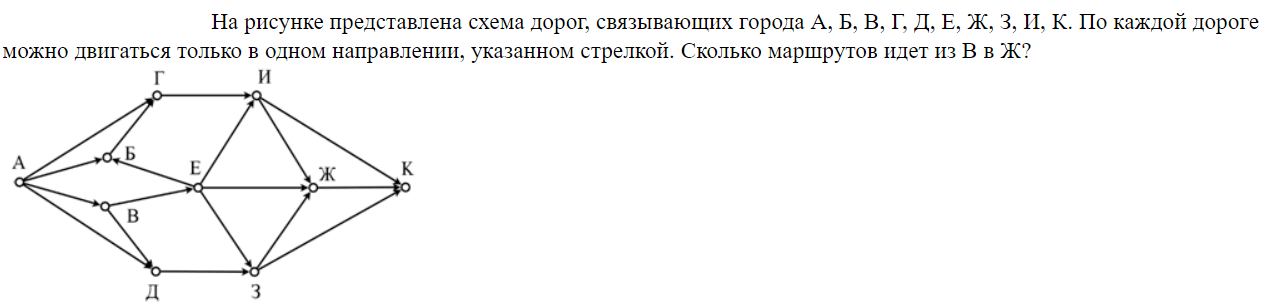 На рисунке представлена схема дорог, связывающих города А, Б, В, Г, Д, Е, Ж, З, И, К. По каждой дороге
можно двигаться только в одном направлении, указанном стрелкой. Сколько маршрутов идет из В в Ж?
Г
И
А
Б
Е
Ж
К
В
Д
З